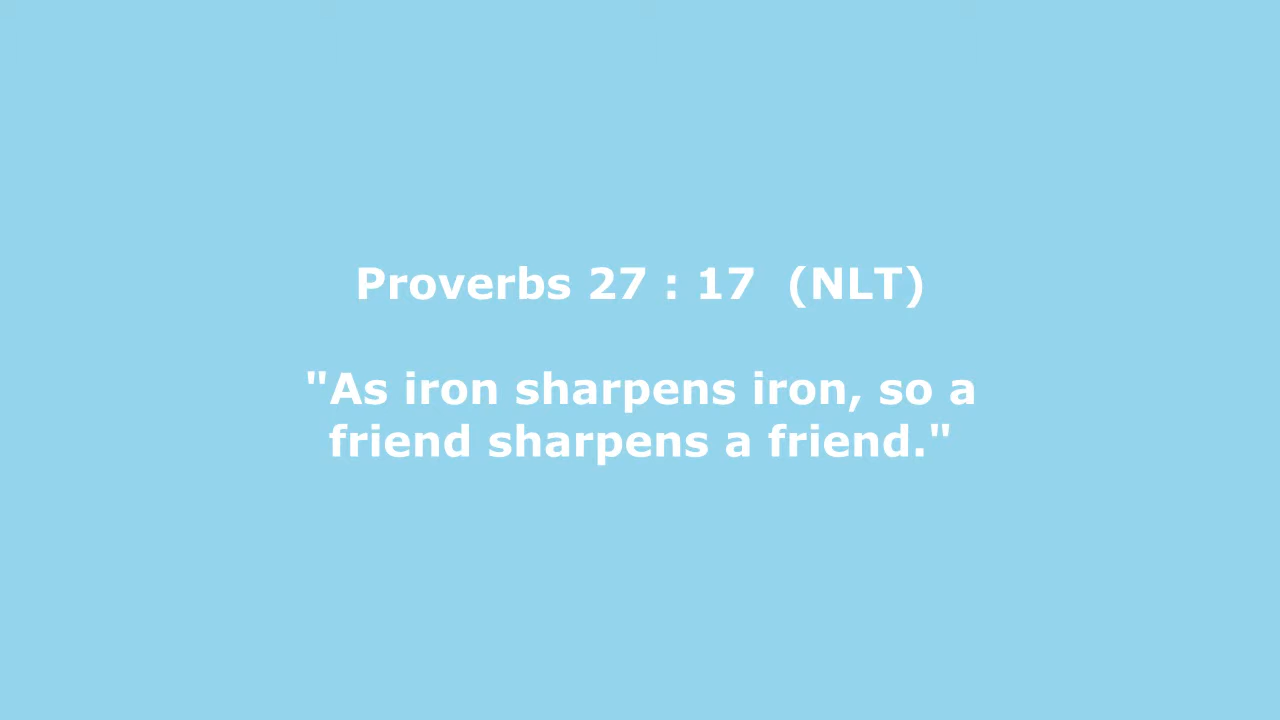 Proverbs 27 : 17  (NLT)
"As iron sharpens iron, so a
friend sharpens a friend."